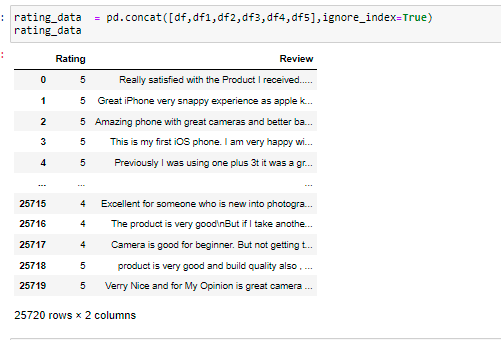 : rating_data = pd.concat([df,df1,df2,df3,df4,df5],ignore_index=True)
rating_data
:
Rating Review
0 5 Really satisfied with the Product I received.....
1 5 Great iPhone very snappy experience as apple k...
2 5 Amazing phone with great cameras and better ba...
3 5 This is my first iOS phone. I am very happy wi...
4 5 Previously I was using one plus 3t it was a gr...
... ... ...
25715 4 Excellent for someone who is new into photogra...
25716 4 The product is very good\nBut if I take anothe...
25717 4 Camera is good for beginner. But not getting t...
25718 5 product is very good and build quality also , ...
25719 5 Verry Nice and for My Opinion is great camera ...
25720 rows × 2 columns